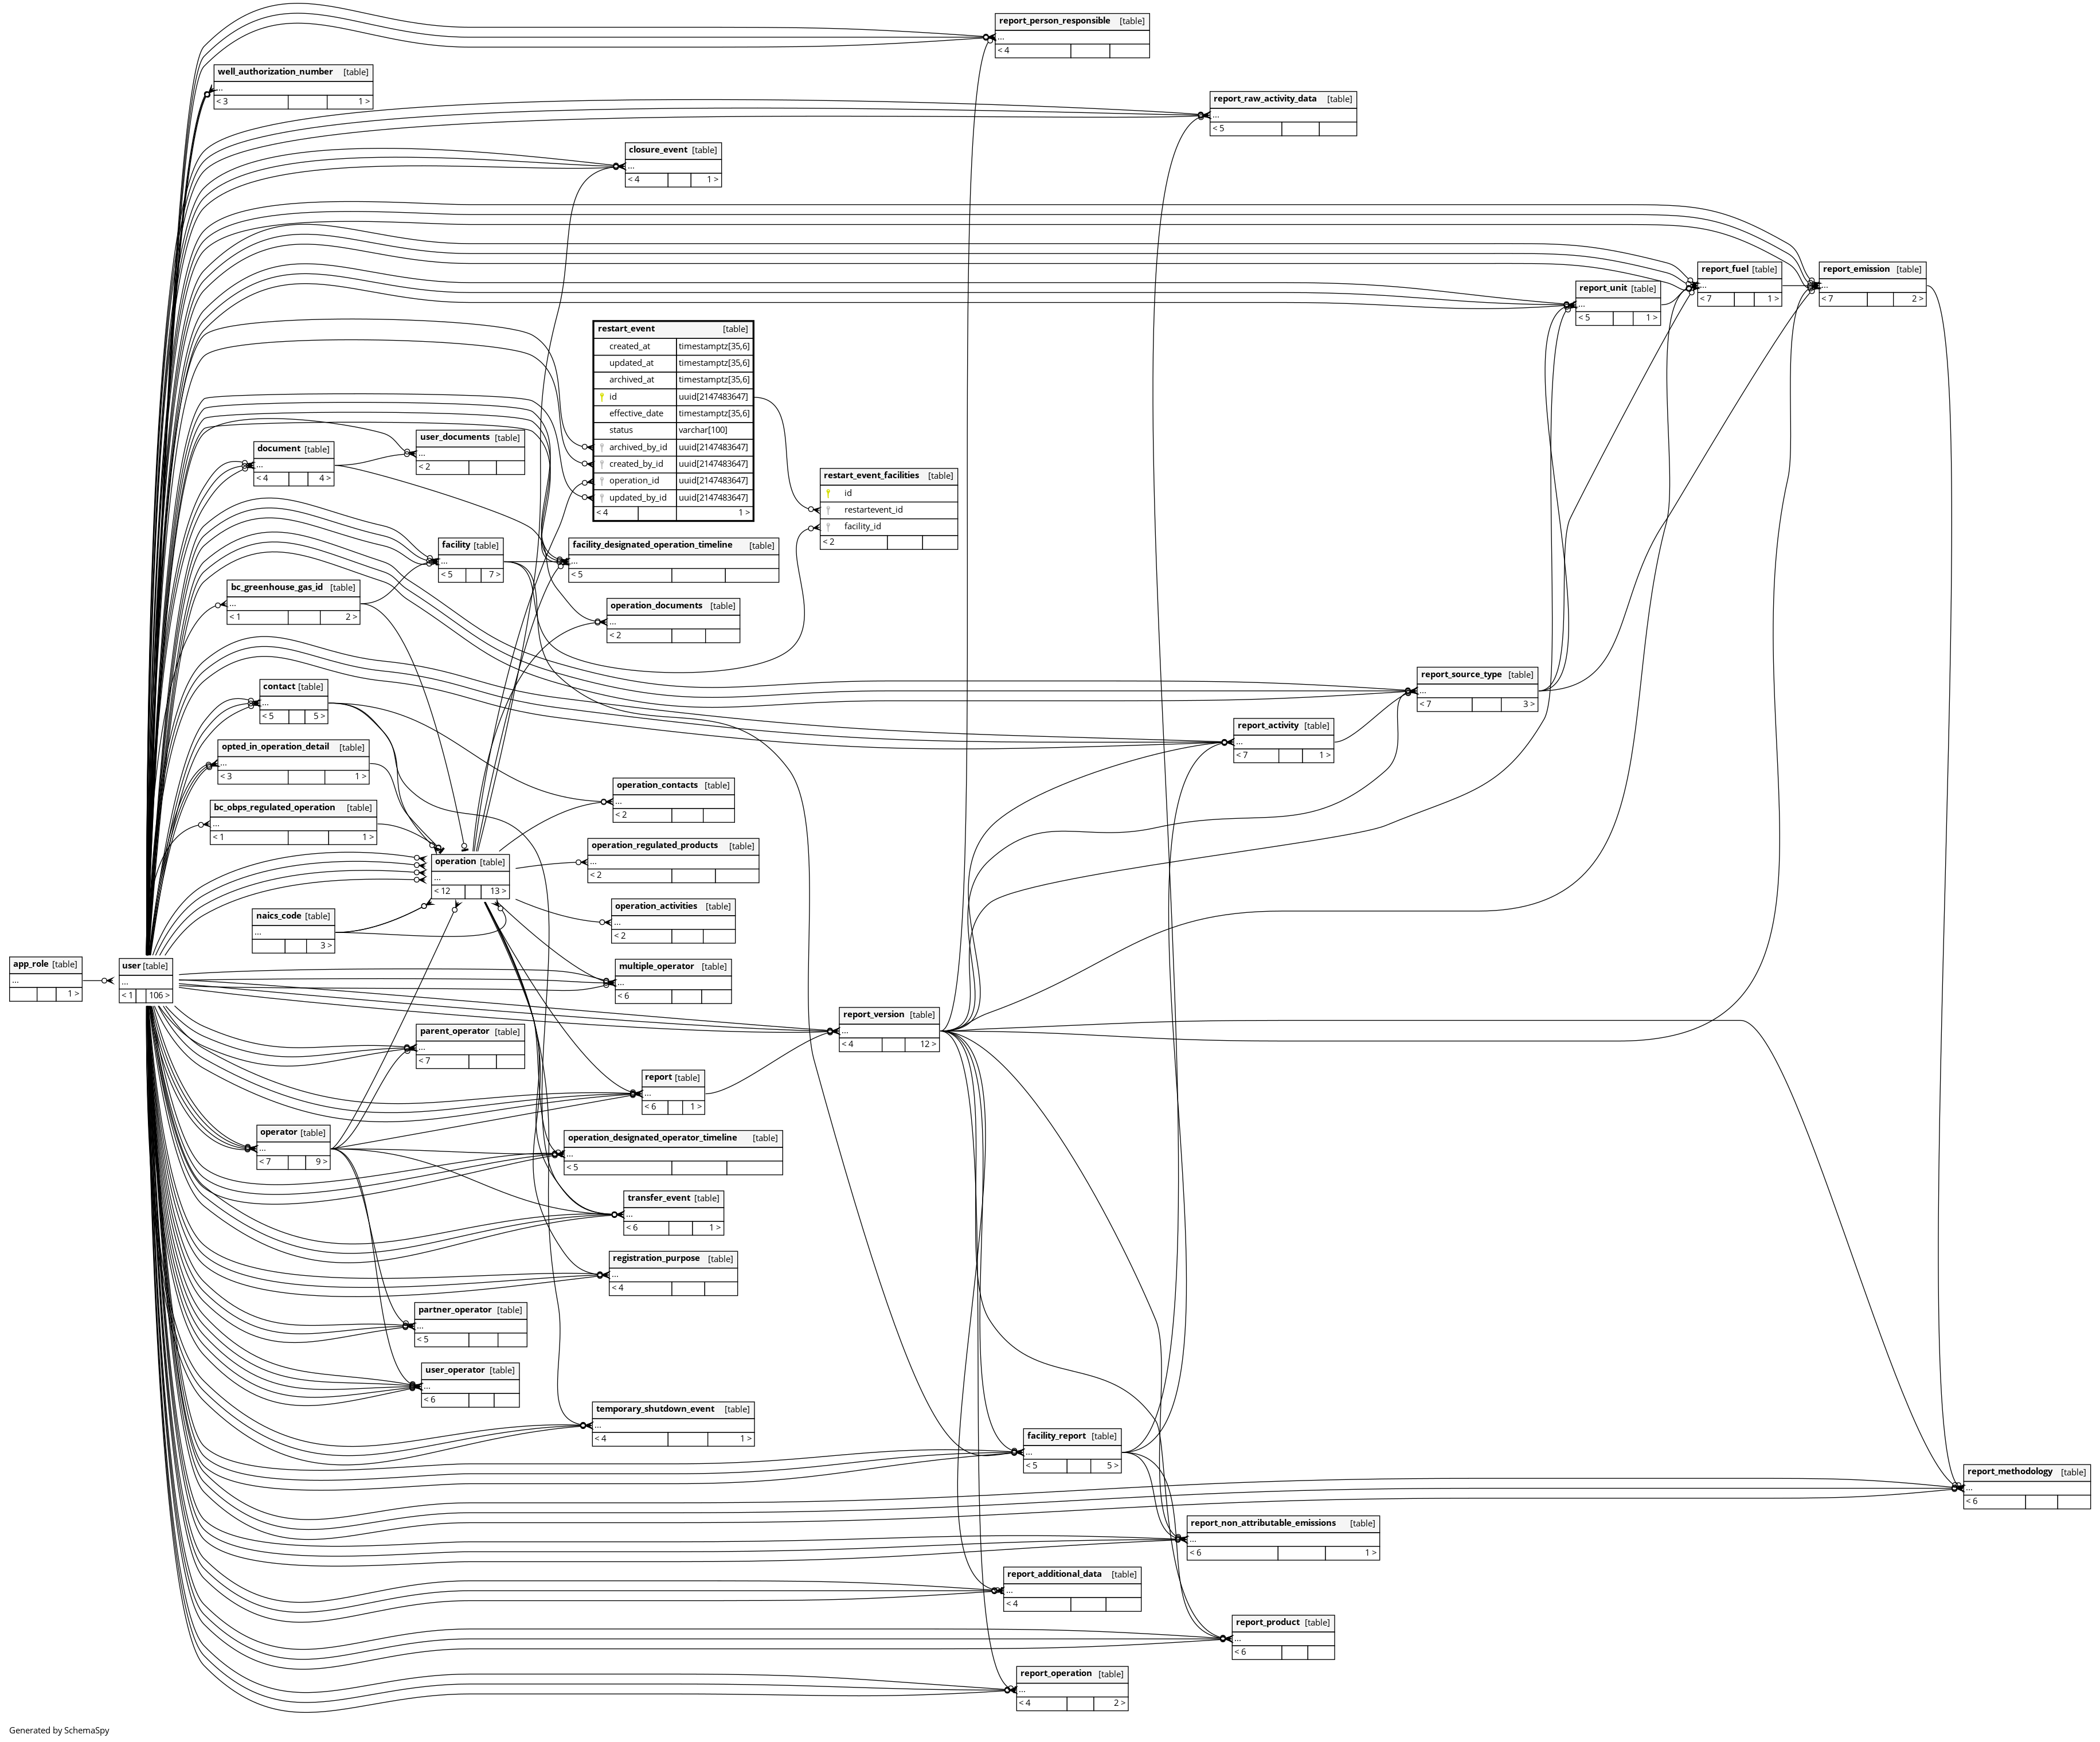 report_person_responsible [table]
...
< 4
well_authorization_number [table]
...
< 3 1 >
report_raw_activity_data [table]
...
< 5
closure_event [table]
...
< 4 1 >
report_fuel [table]
...
< 7 1 >
report_emission [table]
...
< 7 2 >
report_unit [table]
...
< 5 1 >
restart_event [table]
created_at timestamptz[35,6]
updated_at timestamptz[35,6]
archived_at timestamptz[35,6]
id uuid[2147483647]
effective_date timestamptz[35,6]
status varchar[100]
archived_by_id uuid[2147483647]
created_by_id uuid[2147483647]
operation_id uuid[2147483647]
updated_by_id uuid[2147483647]
< 4 1 >
user_documents [table]
...
< 2
document [table]
...
< 4 4 >
restart_event_facilities [table]
id
restartevent_id
facility_id
< 2
facility [table]
...
< 5 7 >
facility_designated_operation_timeline [table]
...
< 5
bc_greenhouse_gas_id [table]
...
< 1 2 >
operation_documents [table]
...
< 2
report_source_type [table]
...
< 7 3 >
contact [table]
...
< 5 5 >
report_activity [table]
...
< 7 1 >
opted_in_operation_detail [table]
...
< 3 1 >
operation_contacts [table]
...
< 2
bc_obps_regulated_operation [table]
...
< 1 1 >
operation_regulated_products [table]
...
< 2
operation [table]
...
< 12 13 >
operation_activities [table]
...
< 2
naics_code [table]
...
3 >
app_role [table]
...
1 >
user [table]
...
< 1 106 >
multiple_operator [table]
...
< 6
report_version [table]
...
< 4 12 >
parent_operator [table]
...
< 7
report [table]
...
< 6 1 >
operator [table]
...
< 7 9 >
operation_designated_operator_timeline [table]
...
< 5
transfer_event [table]
...
< 6 1 >
registration_purpose [table]
...
< 4
partner_operator [table]
...
< 5
user_operator [table]
...
< 6
temporary_shutdown_event [table]
...
< 4 1 >
facility_report [table]
...
< 5 5 >
report_methodology [table]
...
< 6
report_non_attributable_emissions [table]
...
< 6 1 >
report_additional_data [table]
...
< 4
report_product [table]
...
< 6
report_operation [table]
...
< 4 2 >
Generated by SchemaSpy